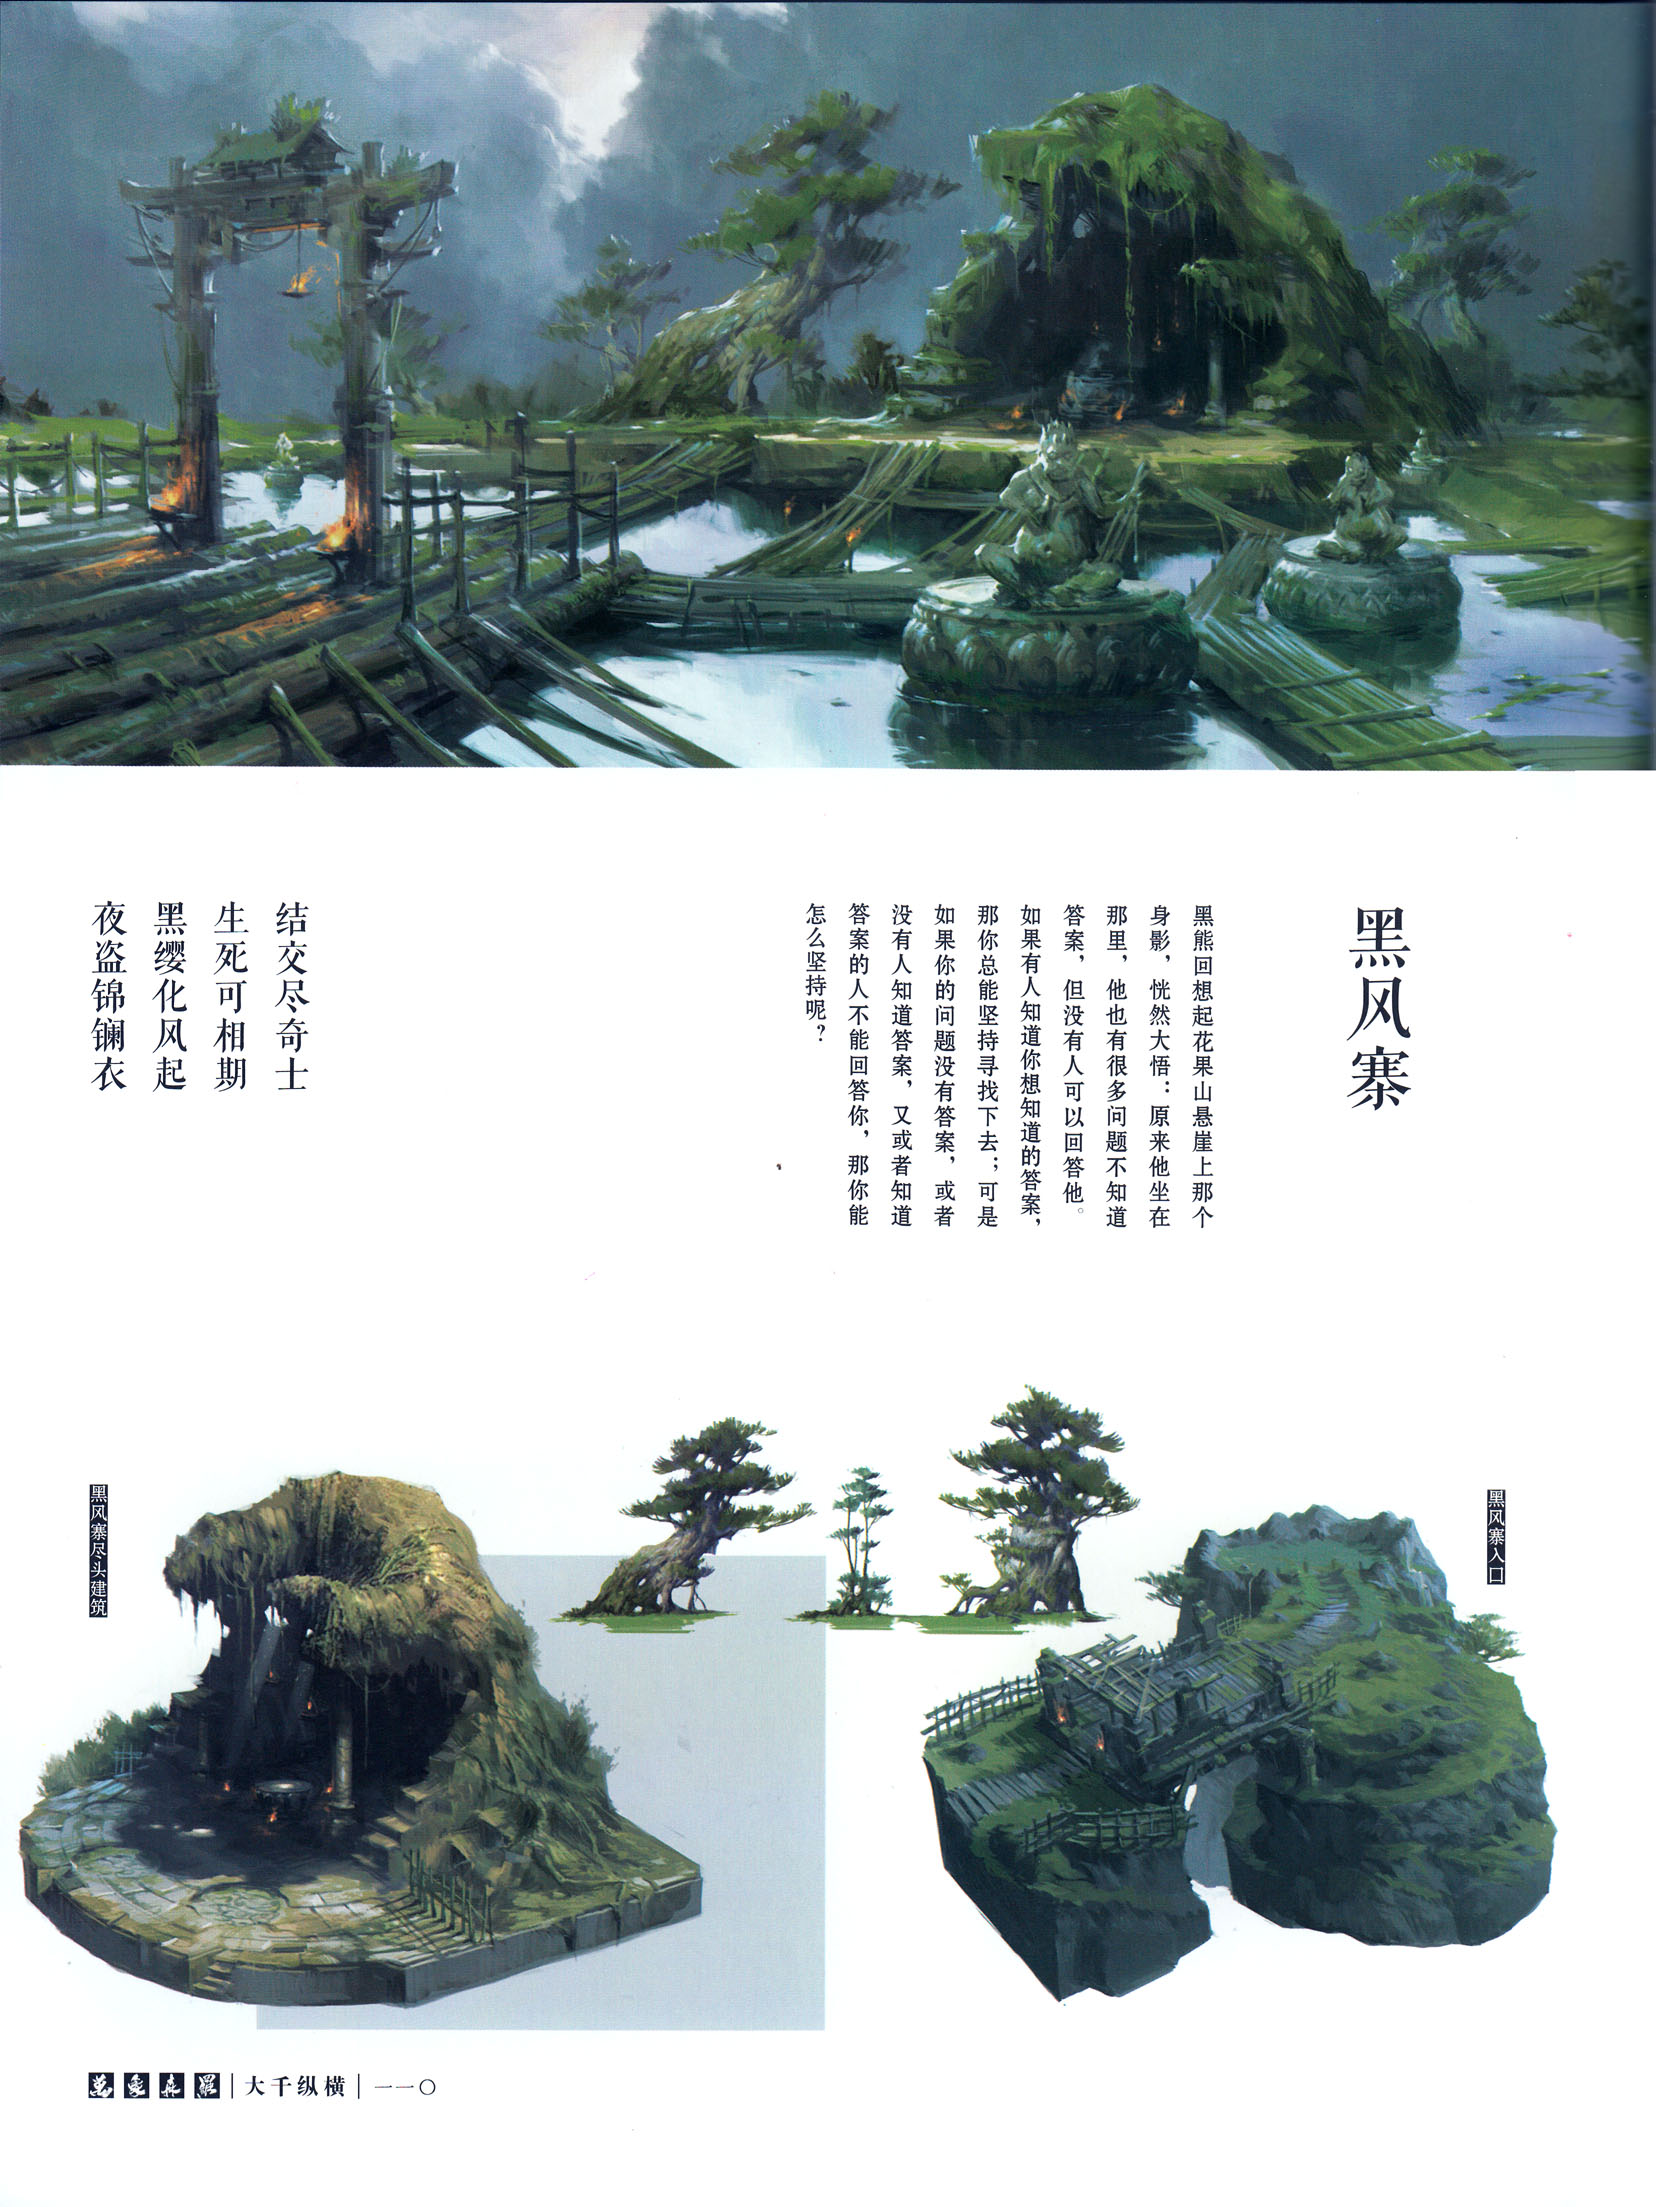 黑风寨
黑熊回想起花果山悬崖上那个
身影，恍然大悟：原来他坐在
那里，他也有很多问题不知道
答案，但没有人可以回答他。
如果有人知道你想知道的答案，
那你总能坚持寻找下去；可是
如果你的问题没有答案，或者
没有人知道答案，又或者知道
答案的人不能回答你，那你能
怎么坚持呢？
结交尽奇士
生死可相期
黑缨化风起
夜盗锦镧衣
黑风寨入口
黑风寨尽头建筑
萬象森羅｜大千纵横｜一一〇